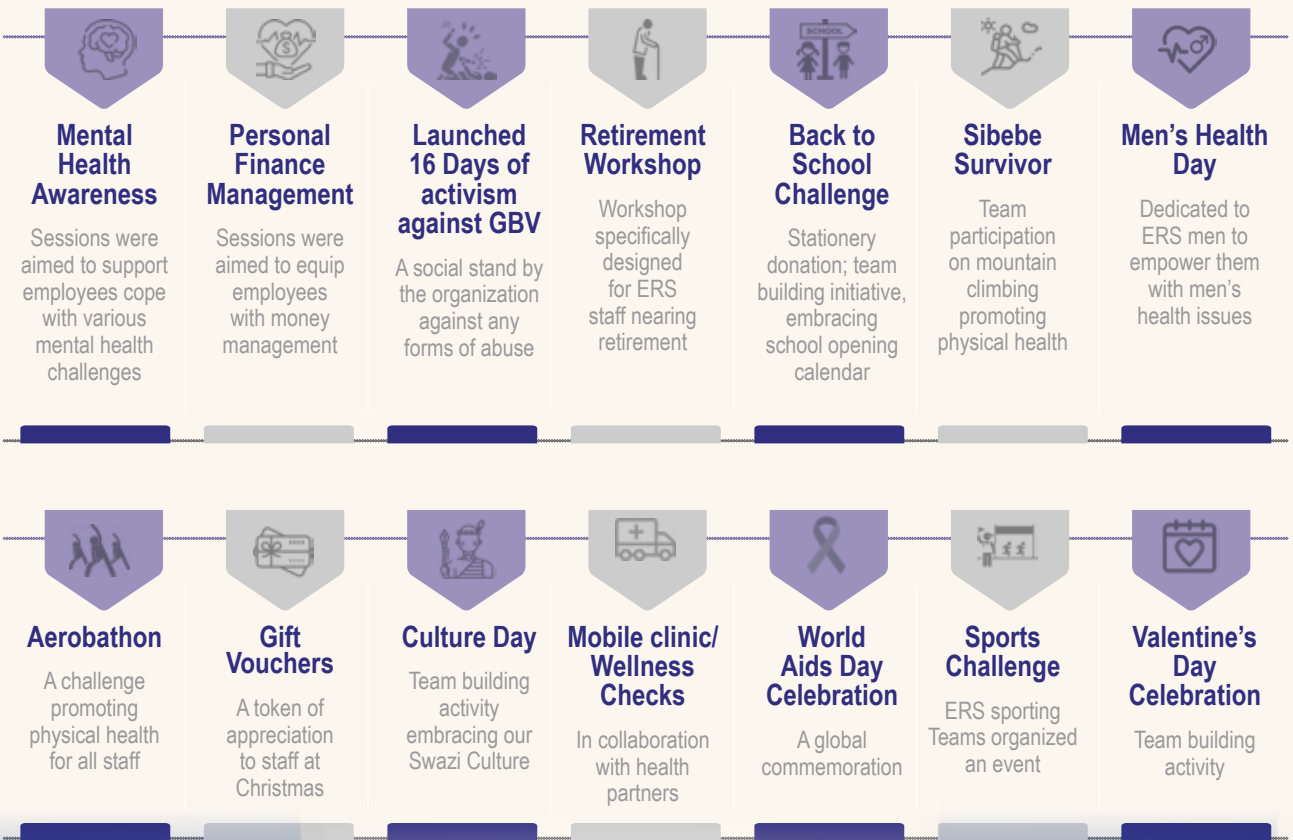 SCHOOL
Mental
Health
Awareness
Sessions were
aimed to support
employees cope
with various
mental health
challenges
Personal
Finance
Management
Sessions were
aimed to equip
employees
with money
management
Launched
16 Days of
activism
against GBV
A social stand by
the organization
against any
forms of abuse
Retirement
Workshop
Workshop
specifically
designed
for ERS
staff nearing
retirement
Back to
School
Challenge
Stationery
donation; team
building initiative,
embracing
school opening
calendar
Sibebe
Survivor
Team
participation
on mountain
climbing
promoting
physical health
Men's Health
Day
Dedicated to
ERS men to
empower them
with men's
health issues
Aerobathon
A challenge
promoting
physical health
for all staff
Gift
Vouchers
A token of
appreciation
to staff at
Christmas
Culture Day
Team building
activity
embracing our
Swazi Culture
Mobile clinic/
Wellness
Checks
In collaboration
with health
partners
World
Aids Day
Celebration
A global
commemoration
Sports
Challenge
ERS sporting
Teams organized
an event
Valentine's
Day
Celebration
Team building
activity